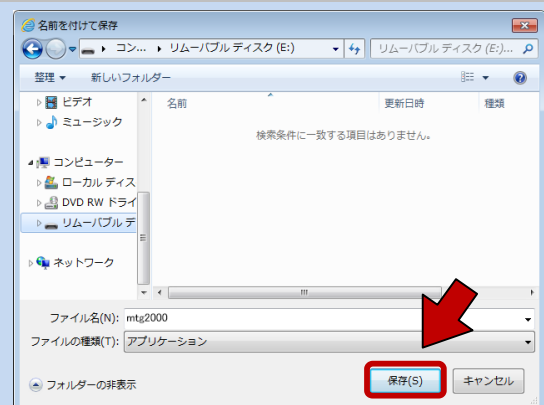 名前を付けて保存
コン... リムーバブル ディスク (E:) リムーバブル ディスク (E:)...
整理 新しいフォルダー
ビデオ
ミュージック
コンピューター
ローカル ディス
DVD RW ドライ
リムーバブル デ
ネットワーク
名前 更新日時 種類
検索条件に一致する項目はありません。
ファイル名(N): mtg2000
ファイルの種類(T): アプリケーション
フォルダーの非表示 保存(S) キャンセル